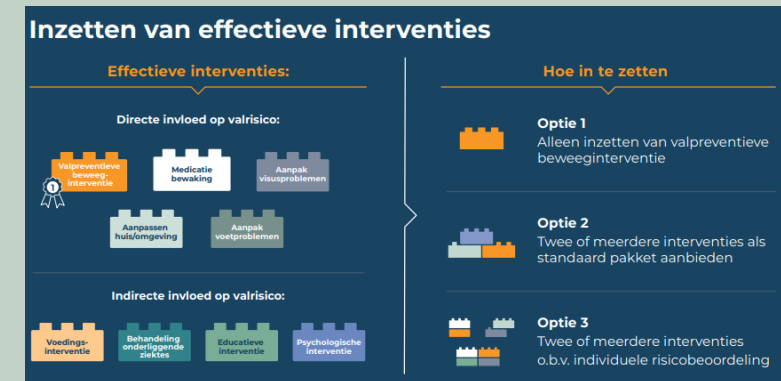 Inzetten van effectieve interventies
Effectieve interventies:
Directe invloed op valrisico:
Valpreventieve
beweeg-
interventie
1
Medicatie
bewaking
Aanpak
visusproblemen
Aanpassen
huis/omgeving
Aanpak
voetproblemen
Indirecte invloed op valrisico:
Voedings-
interventie
Behandeling
onderliggende
ziektes
Educatieve
interventie
Psychologische
interventie
Hoe in te zetten
Optie 1
Alleen inzetten van valpreventieve
beweeginterventie
Optie 2
Twee of meerdere interventies als
standaard pakket aanbieden
Optie 3
Twee of meerdere interventies
o.b.v. individuele risicobeoordeling